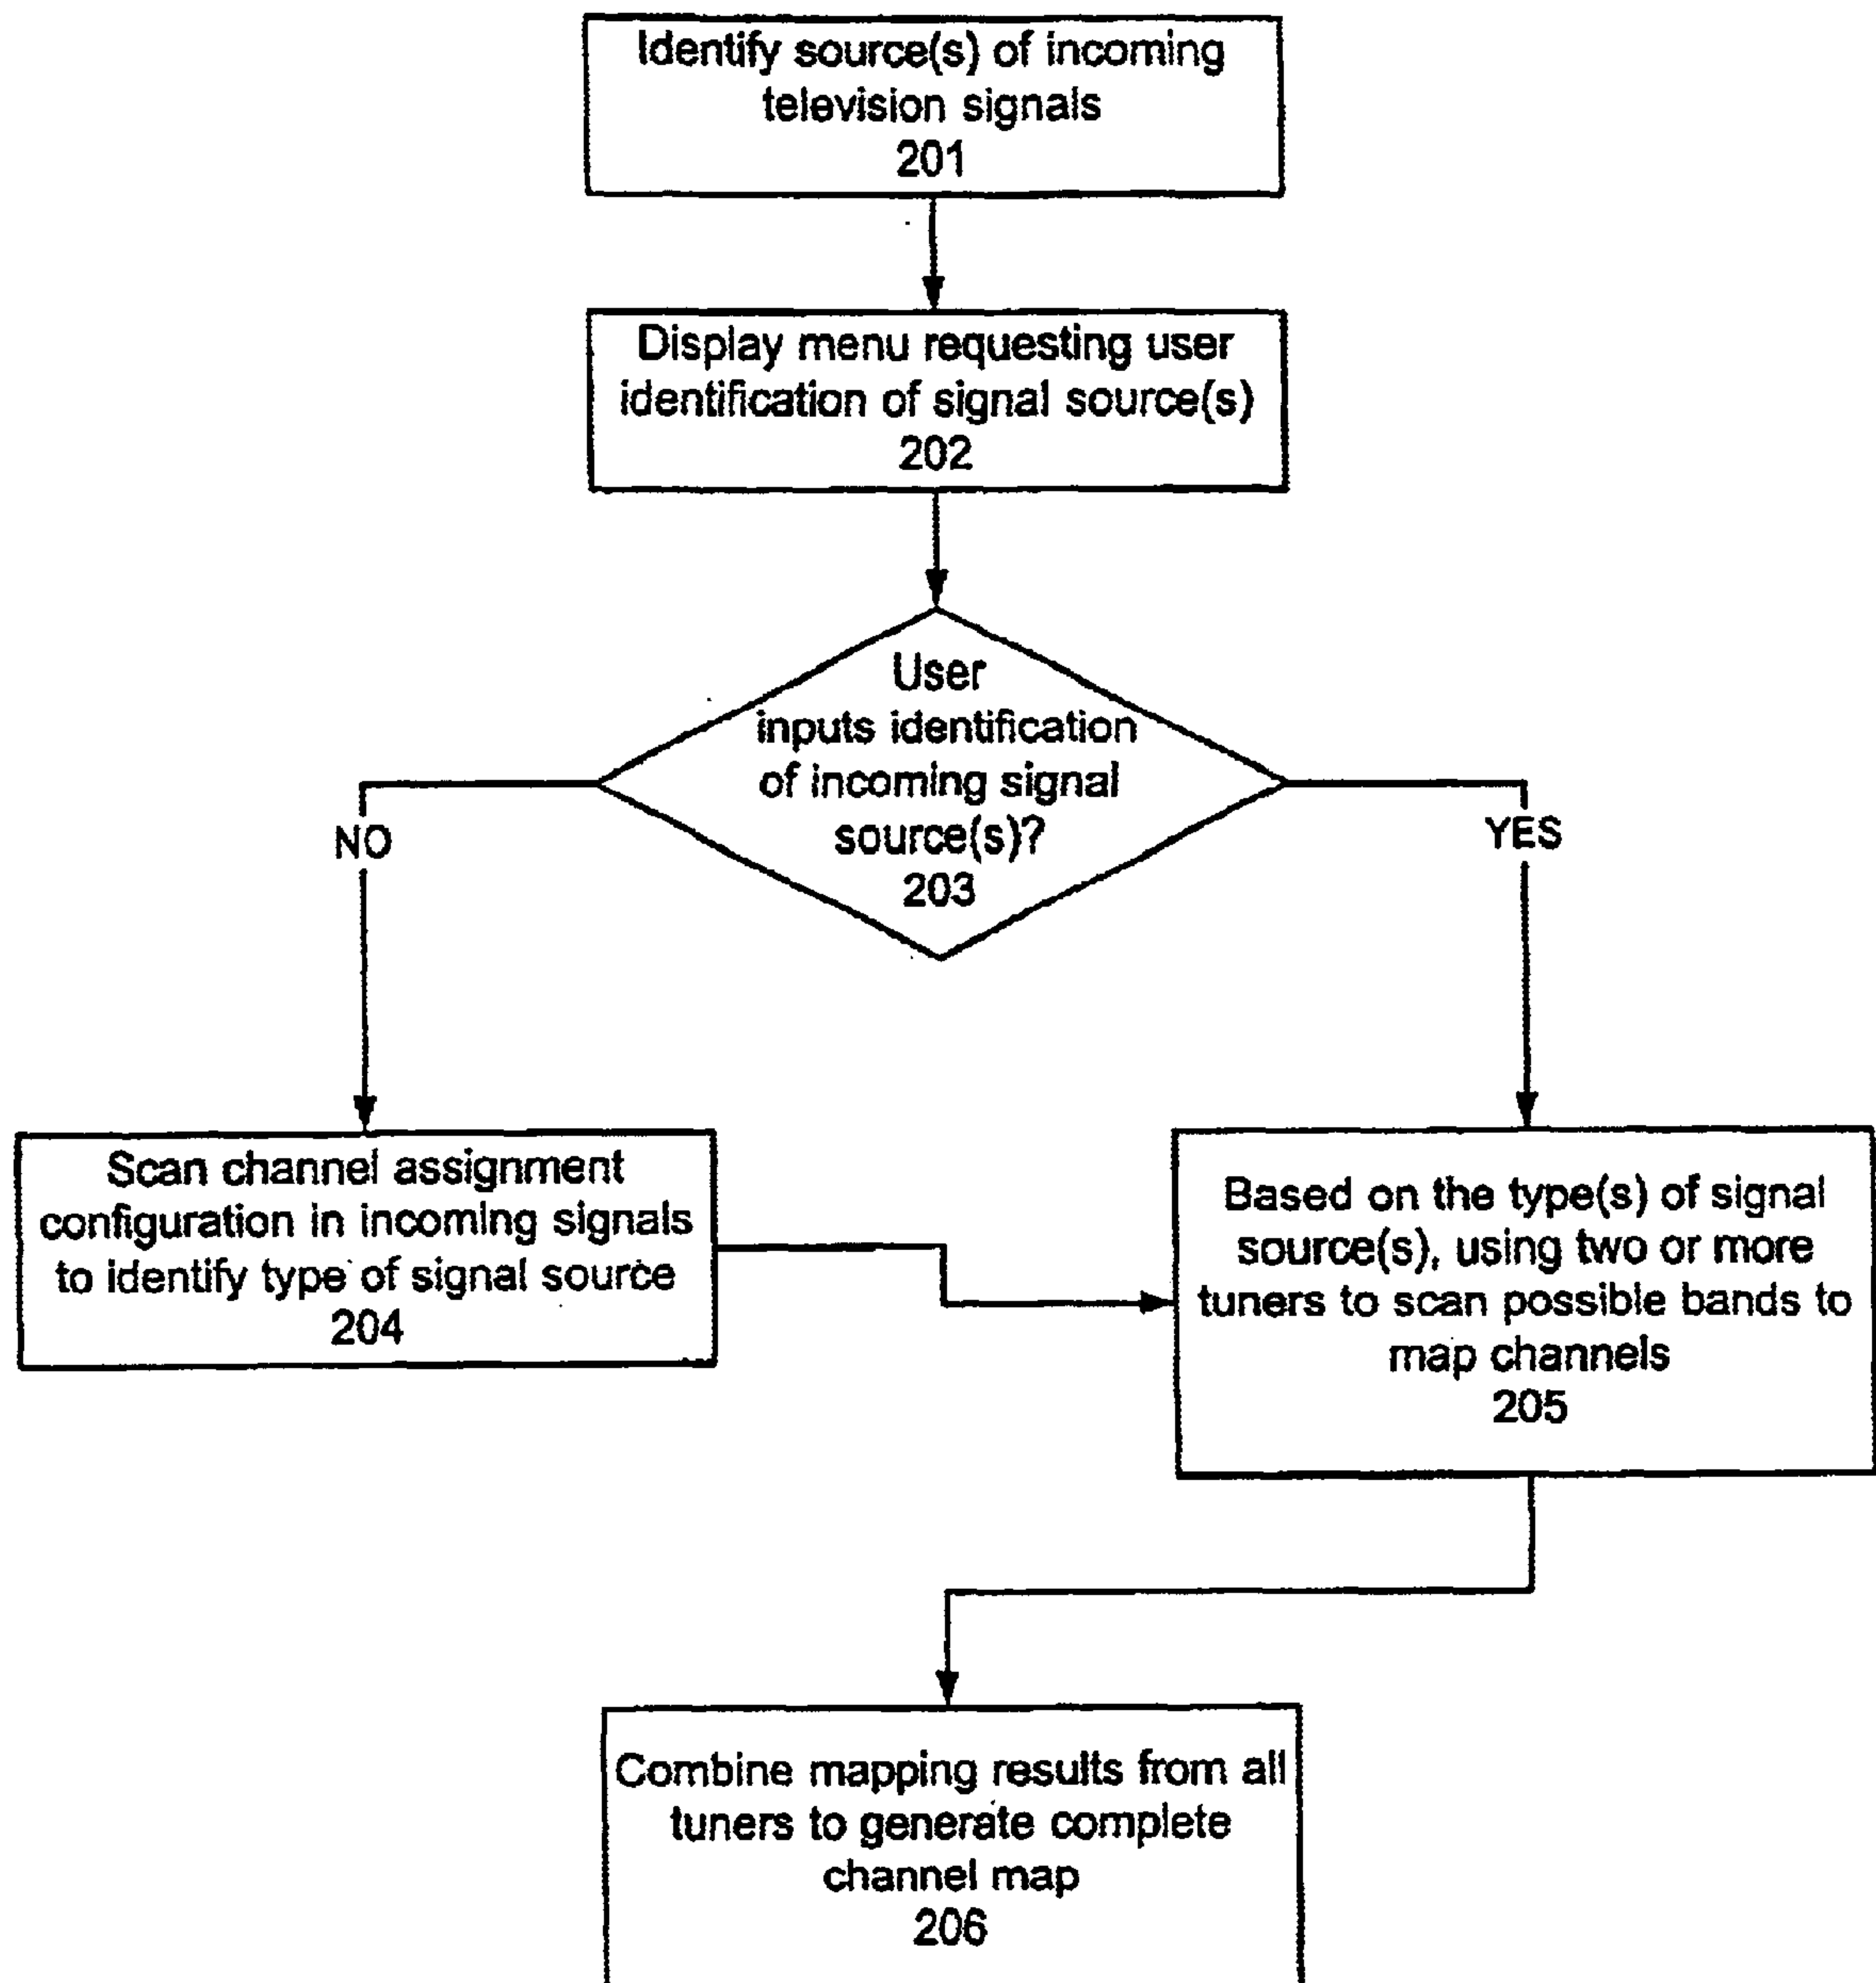 Identify source(s) of incoming
television signals
201
Display menu requesting user
identification of signal source(s)
202
User
inputs identification
of incoming signal
source(s)?
203
NO
YES
Scan channel assignment
configuration in incoming signals
to identify type of signal source
204
Based on the type(s) of signal
source(s), using two or more
tuners to scan possible bands to
map channels
205
Combine mapping results from all
tuners to generate complete
channel map
206